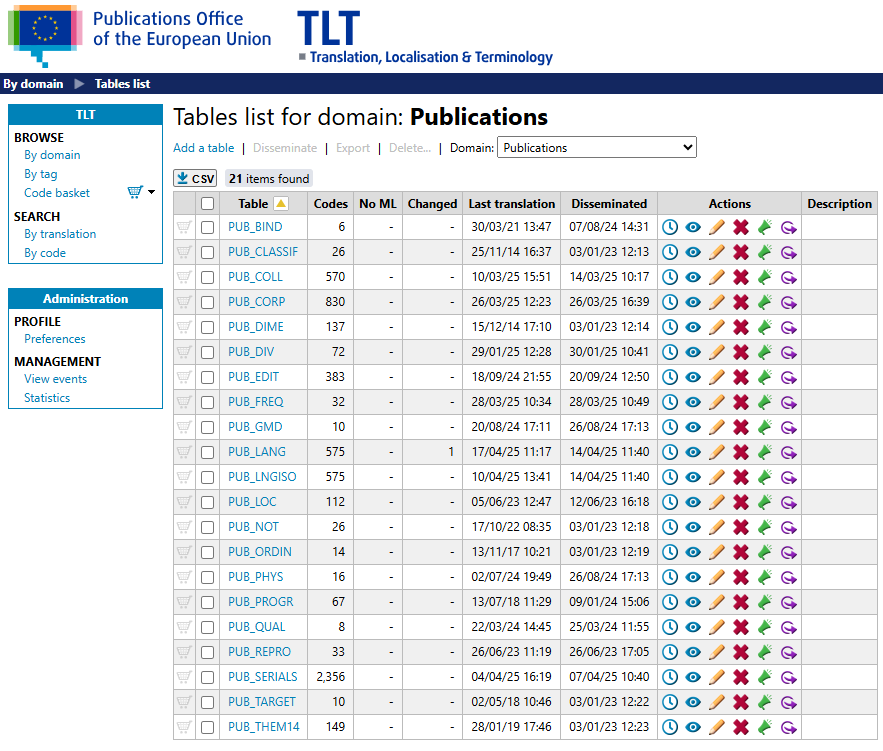 Publications Office
of the European Union
TLT
Translation, Localisation & Terminology
By domain Tables list
TLT
BROWSE
By domain
By tag
Code basket
SEARCH
By translation
By code
Administration
PROFILE
Preferences
MANAGEMENT
View events
Statistics
Tables list for domain: Publications
Add a table | Disseminate | Export | Delete... | Domain: Publications
CSV 21 items found
Table Codes No ML Changed Last translation Disseminated Actions Description
PUB_BIND 6 - - 30/03/21 13:47 07/08/24 14:31
PUB_CLASSIF 26 - - 25/11/14 16:37 03/01/23 12:13
PUB_COLL 570 - - 10/03/25 15:51 14/03/25 10:17
PUB_CORP 830 - - 26/03/25 12:23 26/03/25 16:39
PUB_DIME 137 - - 15/12/14 17:10 03/01/23 12:14
PUB_DIV 72 - - 29/01/25 12:28 30/01/25 10:41
PUB_EDIT 383 - - 18/09/24 21:55 20/09/24 12:50
PUB_FREQ 32 - - 28/03/25 10:34 28/03/25 10:49
PUB_GMD 10 - - 20/08/24 17:11 26/08/24 17:13
PUB_LANG 575 - 1 17/04/25 11:17 14/04/25 11:40
PUB_LNGISO 575 - - 10/04/25 13:41 14/04/25 11:40
PUB_LOC 112 - - 05/06/23 12:47 12/06/23 16:18
PUB_NOT 26 - - 17/10/22 08:35 03/01/23 12:18
PUB_ORDIN 14 - - 13/11/17 10:21 03/01/23 12:19
PUB_PHYS 16 - - 02/07/24 19:49 26/08/24 17:13
PUB_PROGR 67 - - 13/07/18 11:29 09/01/24 15:06
PUB_QUAL 8 - - 22/03/24 14:45 25/03/24 11:55
PUB_REPRO 33 - - 26/06/23 11:19 26/06/23 17:05
PUB_SERIALS 2,356 - - 04/04/25 16:19 07/04/25 10:40
PUB_TARGET 10 - - 02/05/18 10:46 03/01/23 12:22
PUB_THEM14 149 - - 28/01/19 17:46 03/01/23 12:23